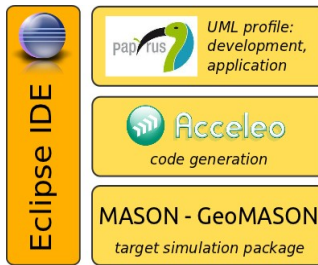 Eclipse IDE
papyrus
UML profile:
development,
application
Acceleo
code generation
MASON - GeoMASON
target simulation package